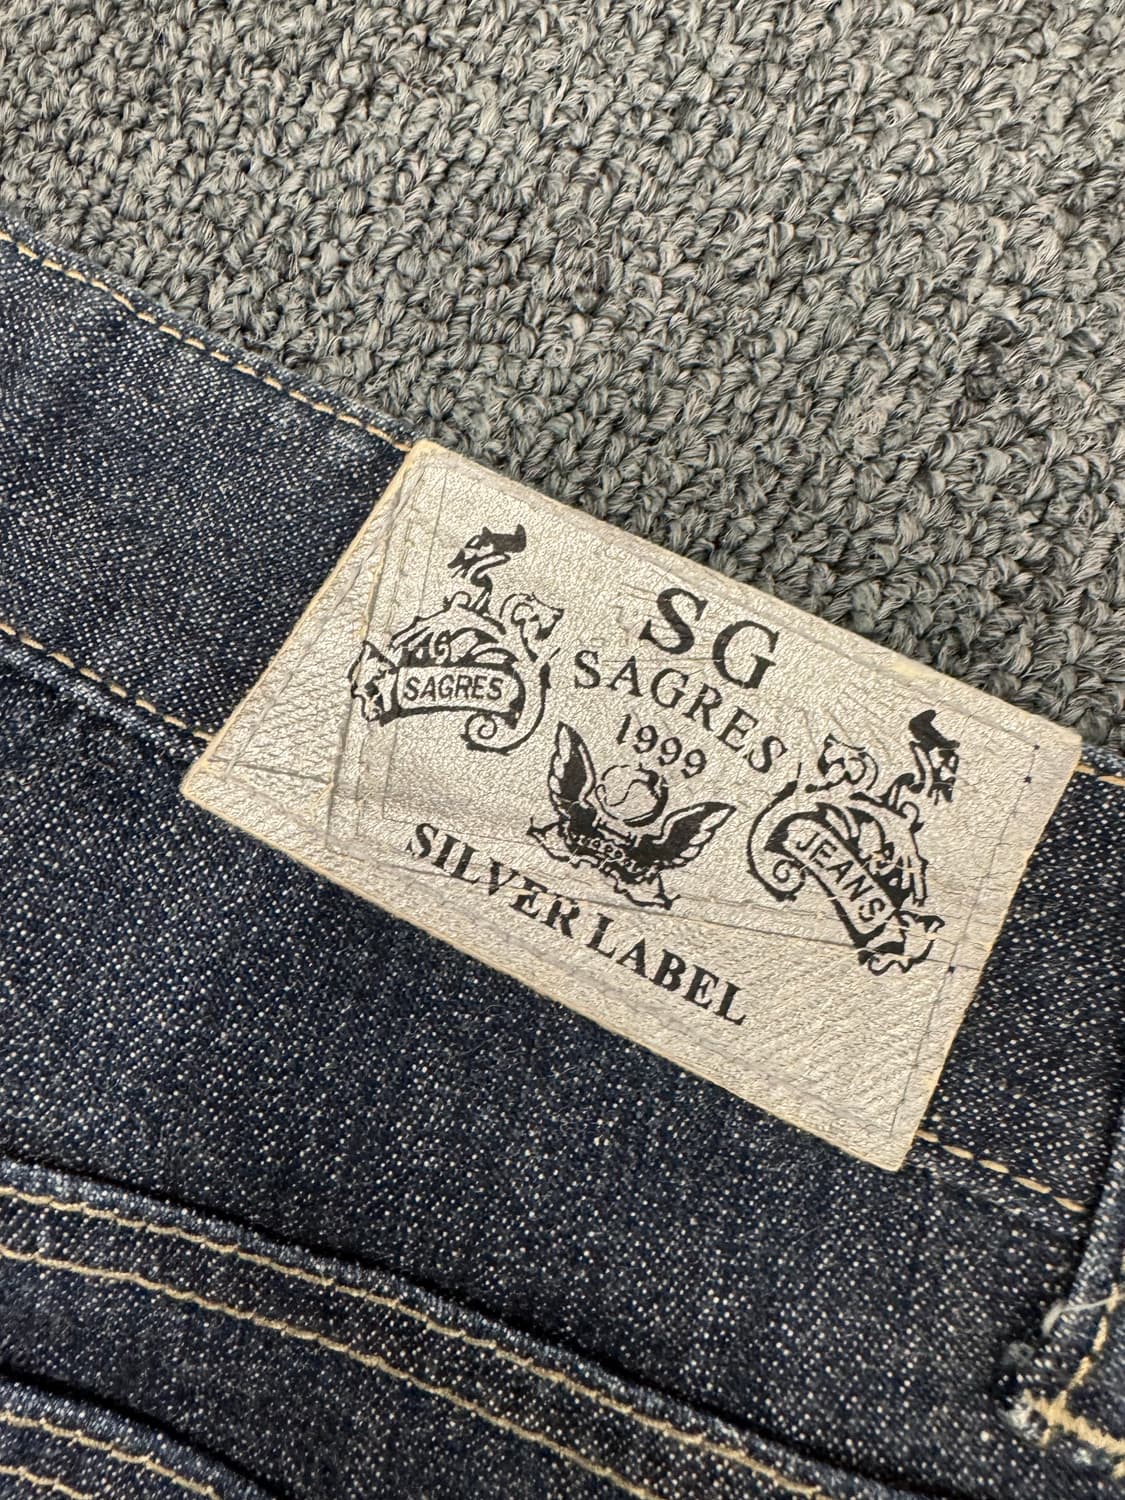 SG
SAGRES
1999
SAGRES
JEANS
SILVER LABEL